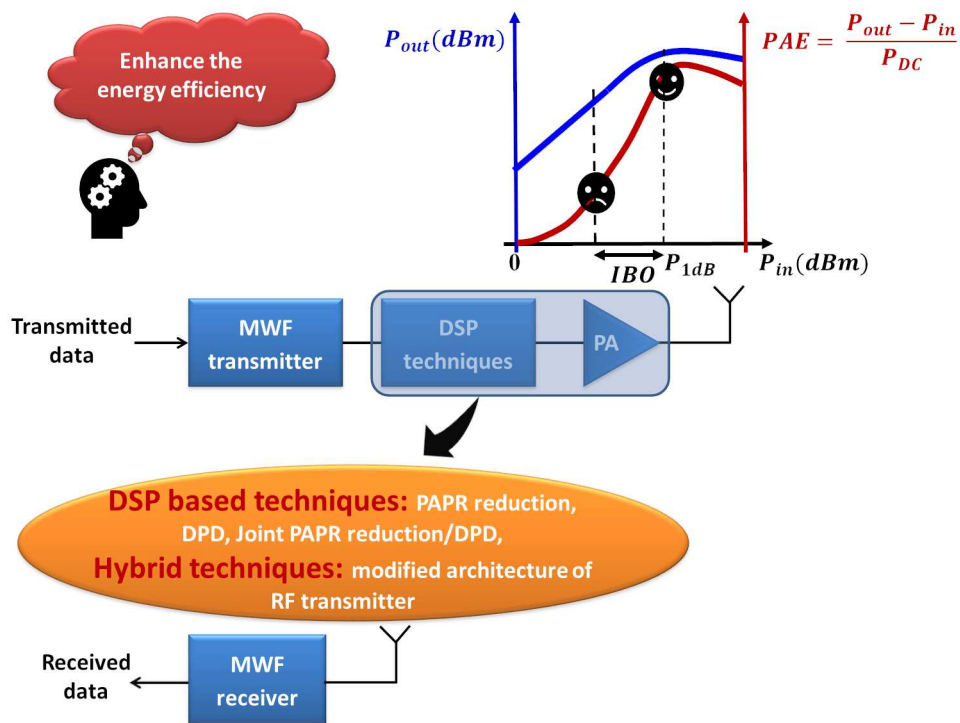 Enhance the
energy efficiency
P_out(dBm)
PAE = (P_out − P_in) / P_DC
0
IBO
P_1dB
P_in(dBm)
Transmitted
data
MWF
transmitter
DSP
techniques
PA
DSP based techniques: PAPR reduction,
DPD, Joint PAPR reduction/DPD,
Hybrid techniques: modified architecture of
RF transmitter
Received
data
MWF
receiver